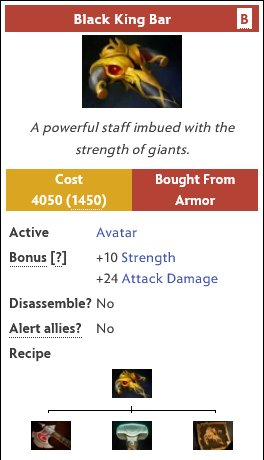 Black King Bar B
A powerful staff imbued with the
strength of giants.
Cost Bought From
4050 (1450) Armor
Active Avatar
Bonus [?] +10 Strength
+24 Attack Damage
Disassemble? No
Alert allies? No
Recipe